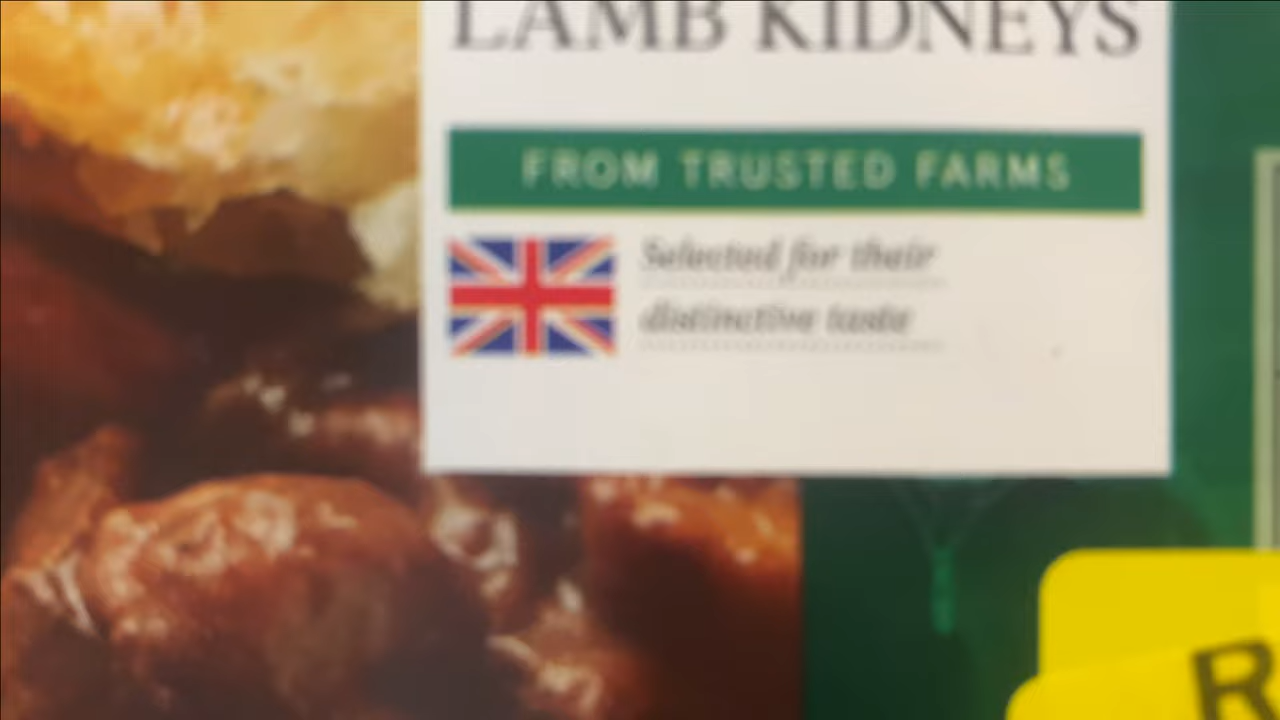 LAMB KIDNEYS
FROM TRUSTED FARMS
Selected for their
distinctive taste
R